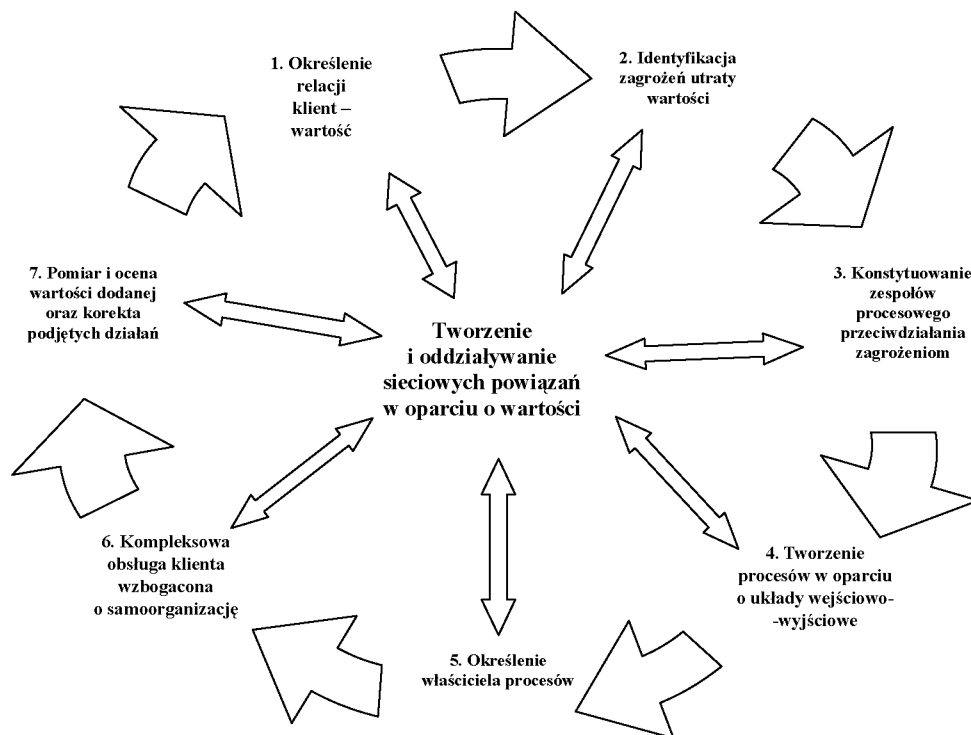 1. Określenie
relacji
klient –
wartość
2. Identyfikacja
zagrożeń utraty
wartości
3. Konstytuowanie
zespołów
procesowego
przeciwdziałania
zagrożeniom
4. Tworzenie
procesów w oparciu
o układy wejściowo-
-wyjściowe
5. Określenie
właściciela procesów
6. Kompleksowa
obsługa klienta
wzbogacona
o samoorganizację
7. Pomiar i ocena
wartości dodanej
oraz korekta
podjętych działań
Tworzenie
i oddziaływanie
sieciowych powiązań
w oparciu o wartości